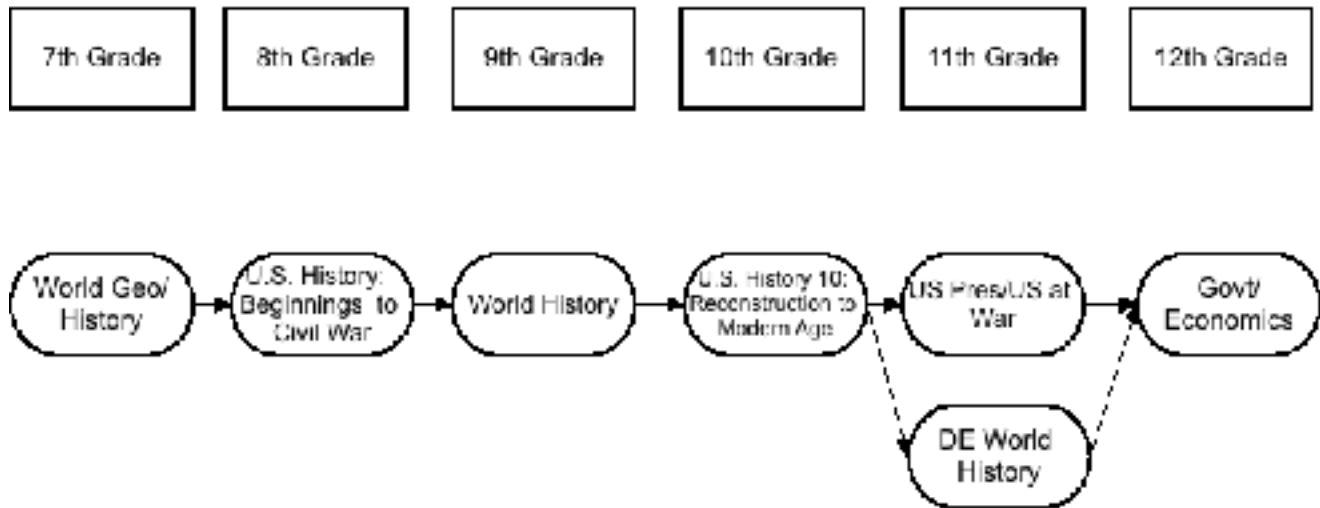 7th Grade
8th Grade
9th Grade
10th Grade
11th Grade
12th Grade
World Geo/
History
U.S. History:
Beginnings to
Civil War
World History
U.S. History 10:
Reconstruction to
Modern Age
US Pres/US at
War
Govt/
Economics
DE World
History